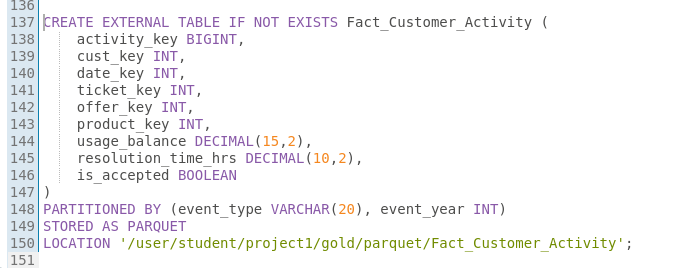 136
137 CREATE EXTERNAL TABLE IF NOT EXISTS Fact_Customer_Activity (
138     activity_key BIGINT,
139     cust_key INT,
140     date_key INT,
141     ticket_key INT,
142     offer_key INT,
143     product_key INT,
144     usage_balance DECIMAL(15,2),
145     resolution_time_hrs DECIMAL(10,2),
146     is_accepted BOOLEAN
147 )
148 PARTITIONED BY (event_type VARCHAR(20), event_year INT)
149 STORED AS PARQUET
150 LOCATION '/user/student/project1/gold/parquet/Fact_Customer_Activity';
151